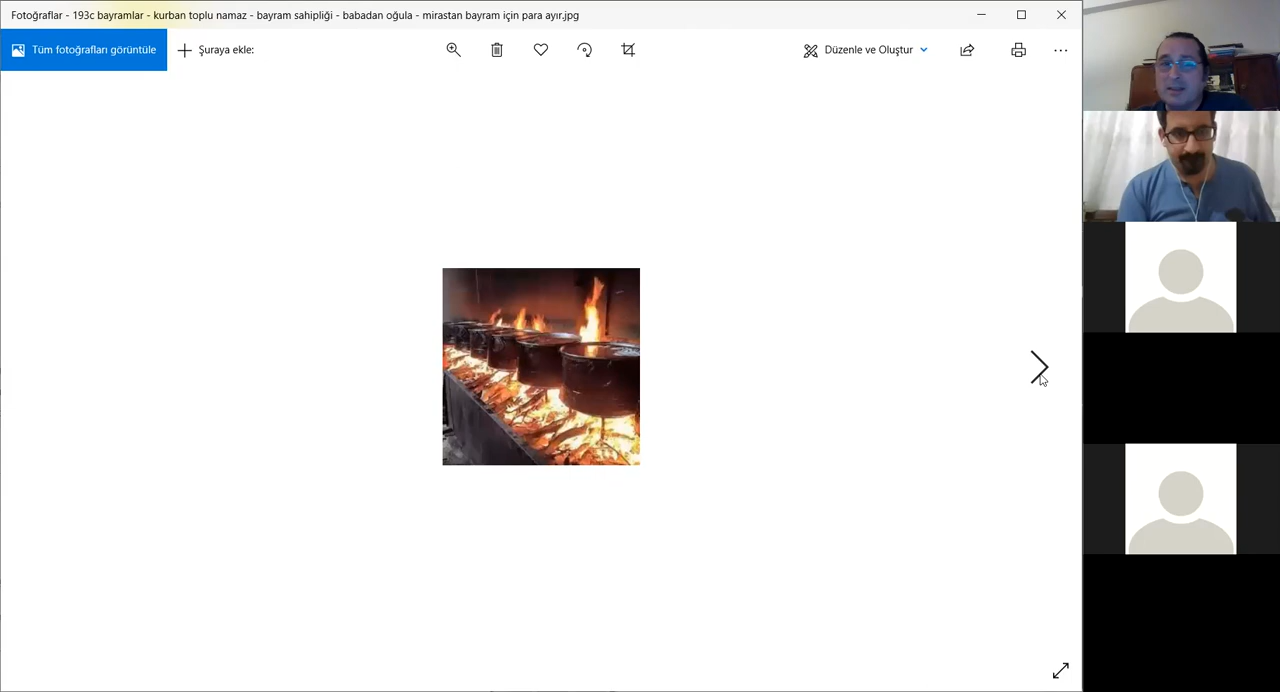 Fotoğraflar - 193c bayramlar - kurban toplu namaz - bayram sahipliği - babadan oğula - mirastan bayram için para ayır.jpg
Tüm fotoğrafları görüntüle
Şuraya ekle:
Düzenle ve Oluştur